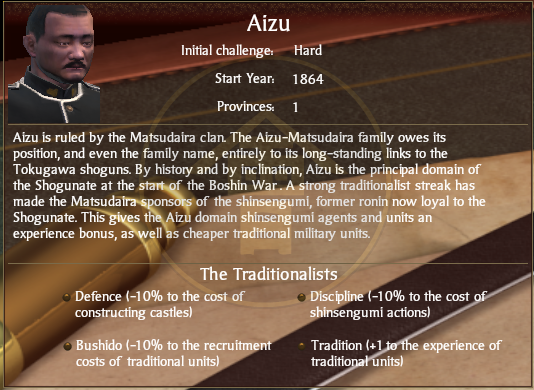 Aizu
Initial challenge: Hard
Start Year: 1864
Provinces: 1
Aizu is ruled by the Matsudaira clan. The Aizu-Matsudaira family owes its
position, and even the family name, entirely to its long-standing links to the
Tokugawa shoguns. By history and by inclination, Aizu is the principal domain of
the Shogunate at the start of the Boshin War. A strong traditionalist streak has
made the Matsudaira sponsors of the shinsengumi, former ronin now loyal to the
Shogunate. This gives the Aizu domain shinsengumi agents and units an
experience bonus, as well as cheaper traditional military units.
The Traditionalists
Defence (-10% to the cost of
constructing castles)
Discipline (-10% to the cost of
shinsengumi actions)
Bushido (-10% to the recruitment
costs of traditional units)
Tradition (+1 to the experience of
traditional units)